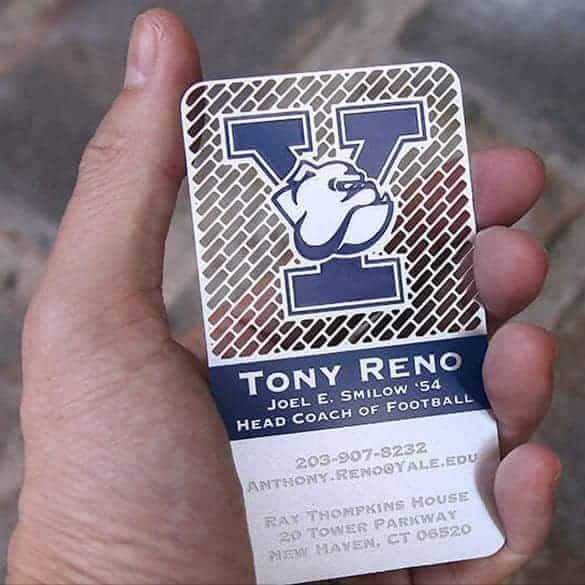 Y
Tony Reno
Joel E. Smilow '54
Head Coach of Football
203-907-8232
Anthony.Reno@Yale.edu
Ray Thompkins House
20 Tower Parkway
New Haven, CT 06520